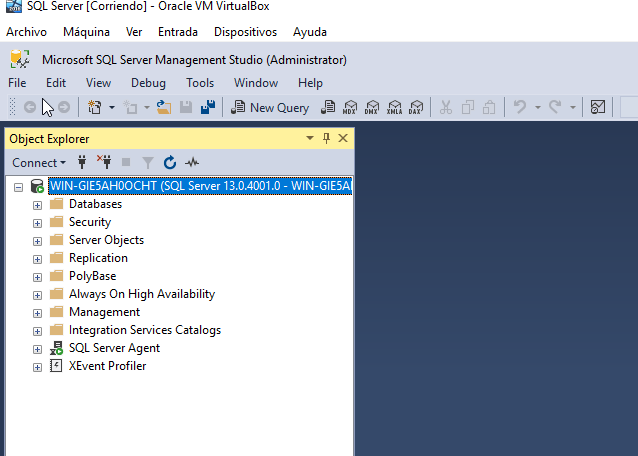 SQL Server [Corriendo] - Oracle VM VirtualBox
Archivo Máquina Ver Entrada Dispositivos Ayuda
Microsoft SQL Server Management Studio (Administrator)
File Edit View Debug Tools Window Help
New Query MDX DMX XMLA DAX
Object Explorer
Connect
WIN-GIE5AH0OCHT (SQL Server 13.0.4001.0 - WIN-GIE5A
Databases
Security
Server Objects
Replication
PolyBase
Always On High Availability
Management
Integration Services Catalogs
SQL Server Agent
XEvent Profiler